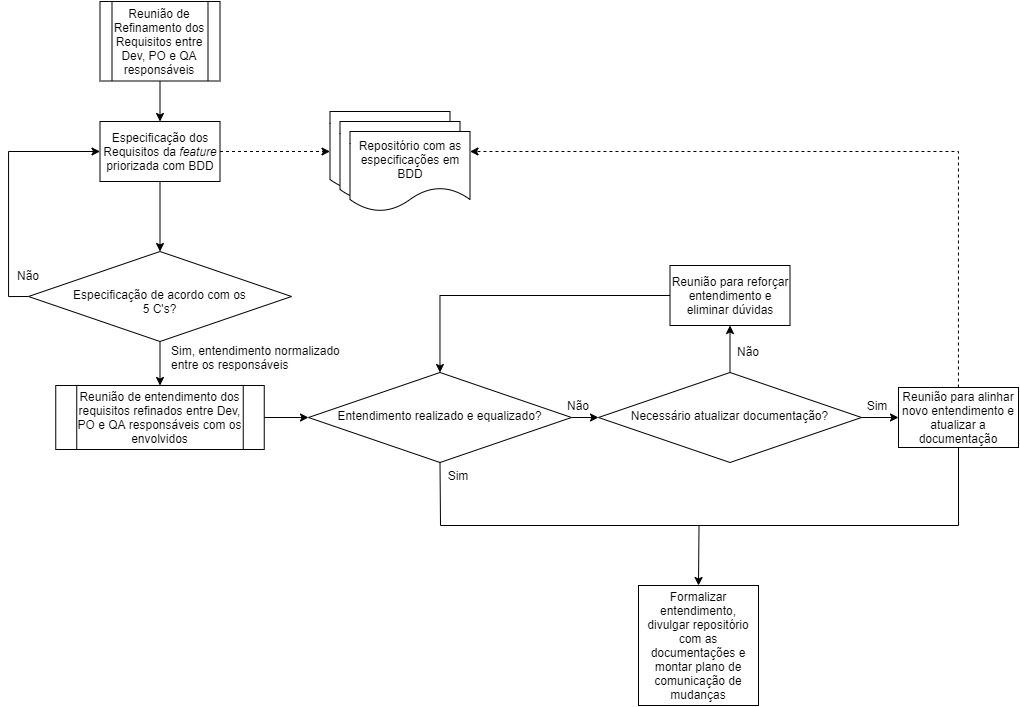 Reunião de
Refinamento dos
Requisitos entre
Dev, PO e QA
responsáveis
Especificação dos
Requisitos da feature
priorizada com BDD
Repositório com as
especificações em
BDD
Não
Especificação de acordo com os
5 C's?
Sim, entendimento normalizado
entre os responsáveis
Reunião de entendimento dos
requisitos refinados entre Dev,
PO e QA responsáveis com os
envolvidos
Entendimento realizado e equalizado?
Não
Sim
Necessário atualizar documentação?
Não
Reunião para reforçar
entendimento e
eliminar dúvidas
Sim
Reunião para alinhar
novo entendimento e
atualizar a
documentação
Formalizar
entendimento,
divulgar repositório
com as
documentações e
montar plano de
comunicação de
mudanças